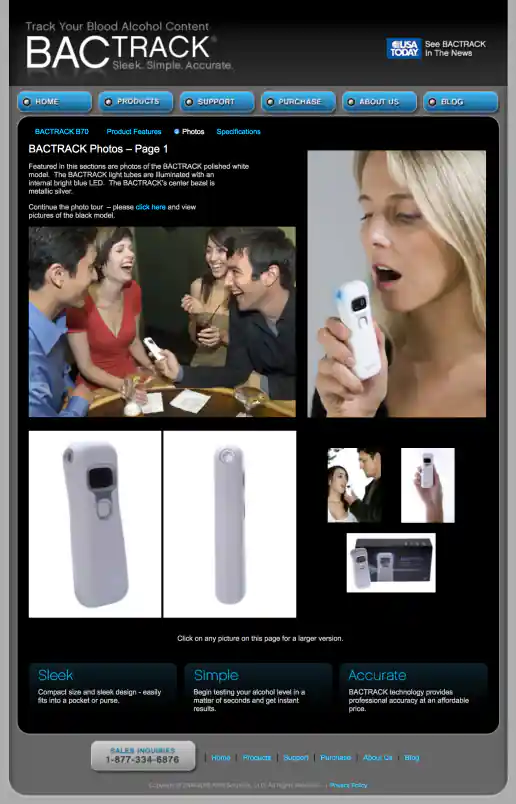 Track Your Blood Alcohol Content
BACTRACK®
Sleek. Simple. Accurate.
USA TODAY
See BACTRACK
In The News
HOME
PRODUCTS
SUPPORT
PURCHASE
ABOUT US
BLOG
BACTRACK B70
Product Features
Photos
Specifications
BACTRACK Photos – Page 1
Featured in this sections are photos of the BACTRACK polished white
model. The BACTRACK light tubes are illuminated with an
internal bright blue LED. The BACTRACK's center bezel is
metallic silver.
Continue the photo tour – please click here and view
pictures of the black model.
Click on any picture on this page for a larger version.
Sleek
Compact size and sleek design - easily
fits into a pocket or purse.
Simple
Begin testing your alcohol level in a
matter of seconds and get instant
results.
Accurate
BACTRACK technology provides
professional accuracy at an affordable
price.
SALES INQUIRIES
1-877-334-6876
| Home | Products | Support | Purchase | About Us | Blog
All Rights Reserved. | Privacy Policy